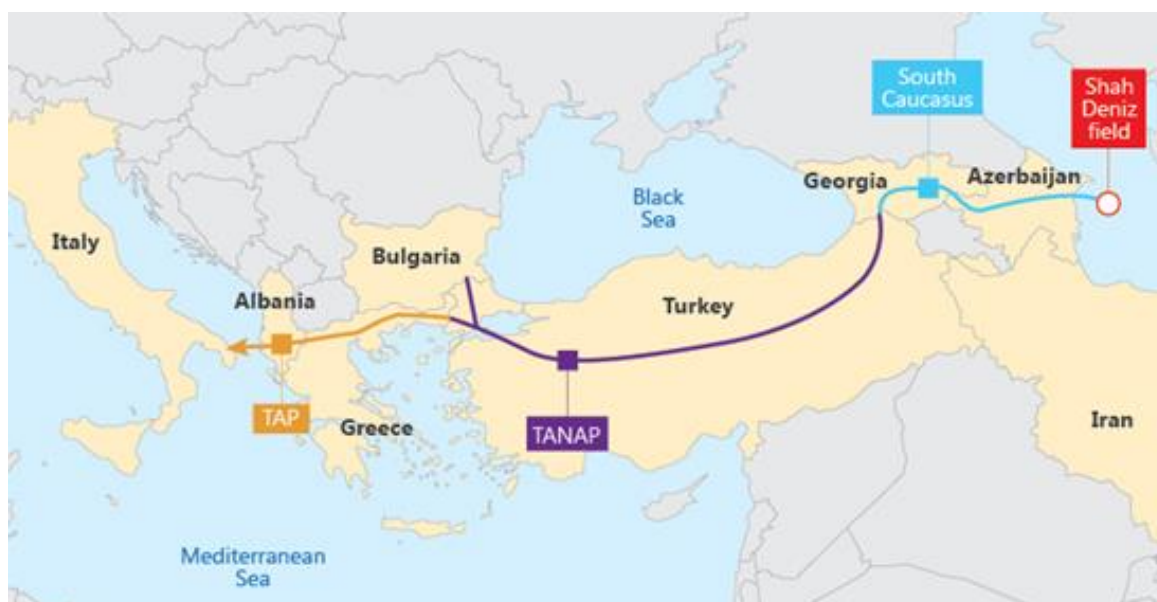 South
Caucasus
Shah
Deniz
field
Georgia
Azerbaijan
Black
Sea
Italy
Bulgaria
Albania
Turkey
TAP
Greece
TANAP
Iran
Mediterranean
Sea